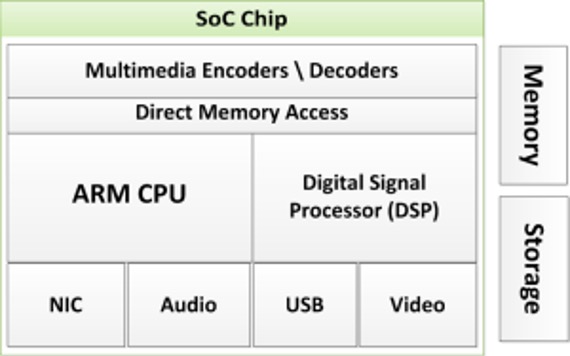 SoC Chip
Multimedia Encoders \ Decoders
Direct Memory Access
ARM CPU
Digital Signal
Processor (DSP)
NIC
Audio
USB
Video
Memory
Storage